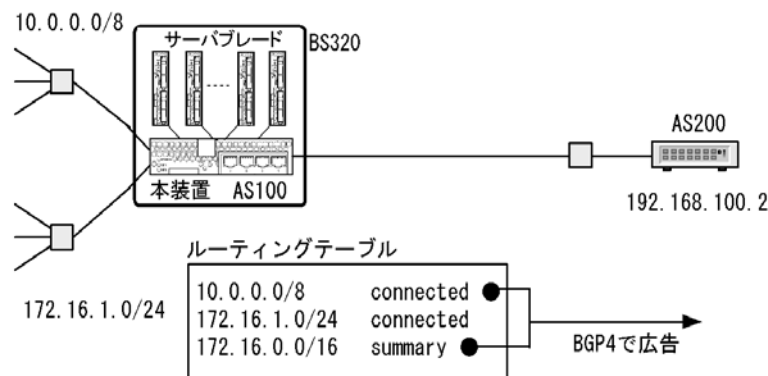 10.0.0.0/8
サーバブレード
BS320
AS200
本装置 AS100
192.168.100.2
172.16.1.0/24
ルーティングテーブル
10.0.0.0/8 connected
172.16.1.0/24 connected
172.16.0.0/16 summary
BGP4で広告